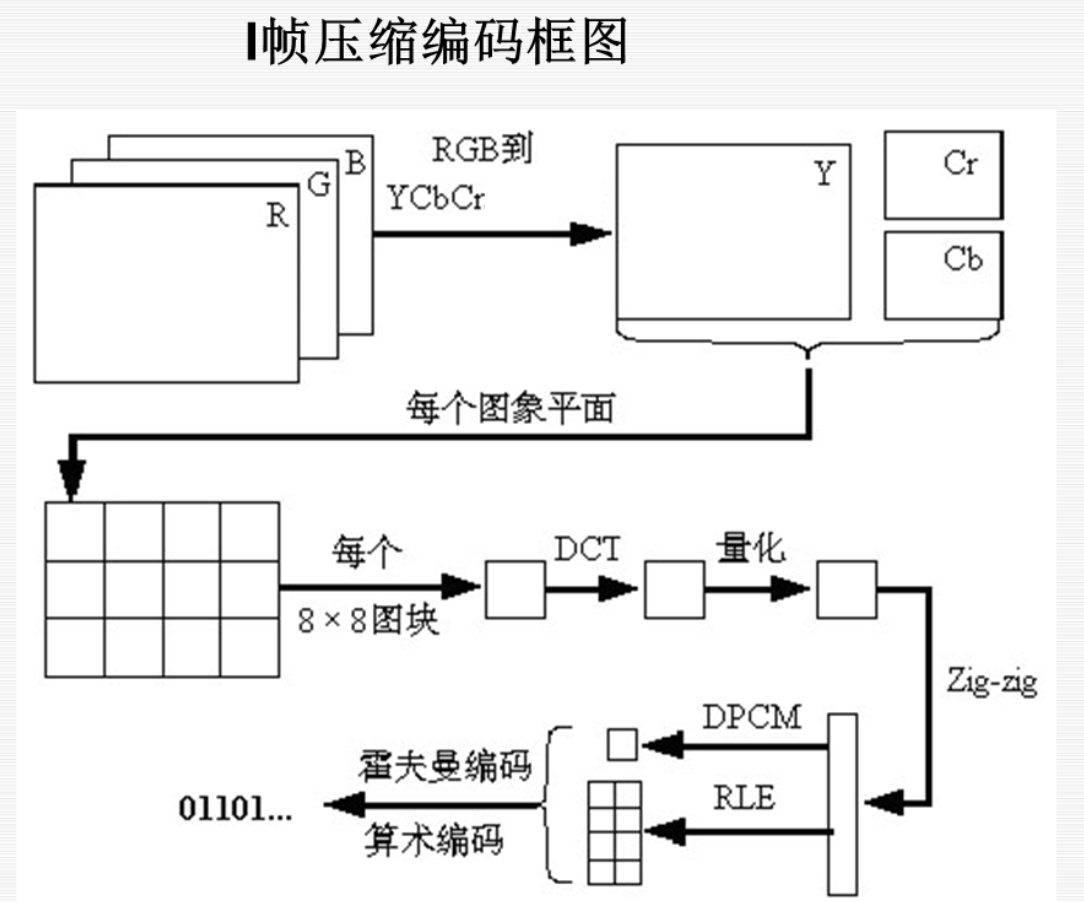 I帧压缩编码框图
B
G
R
RGB到
YCbCr
Y
Cr
Cb
每个图象平面
每个
8×8图块
DCT
量化
Zig-zig
DPCM
RLE
霍夫曼编码
算术编码
01101...